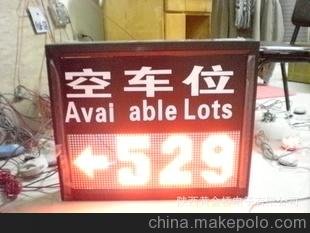 空车位
Avai able Lots
←529
china.makepolo.com